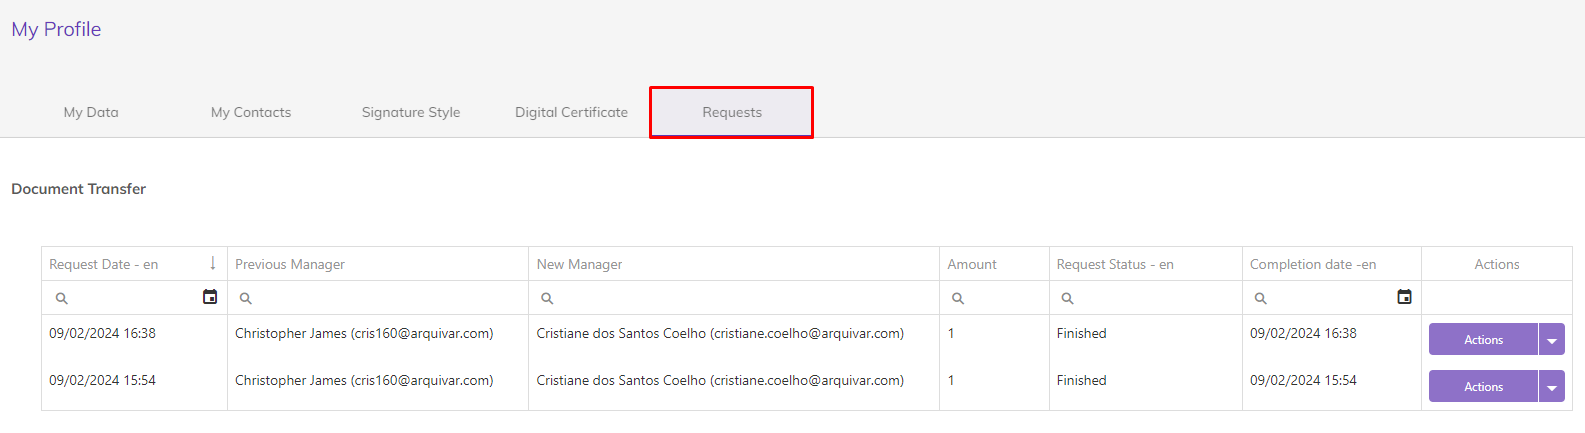 My Profile
My Data My Contacts Signature Style Digital Certificate Requests
Document Transfer
Request Date - en ↓ Previous Manager New Manager Amount Request Status - en Completion date -en Actions
09/02/2024 16:38 Christopher James (cris160@arquivar.com) Cristiane dos Santos Coelho (cristiane.coelho@arquivar.com) 1 Finished 09/02/2024 16:38 Actions
09/02/2024 15:54 Christopher James (cris160@arquivar.com) Cristiane dos Santos Coelho (cristiane.coelho@arquivar.com) 1 Finished 09/02/2024 15:54 Actions